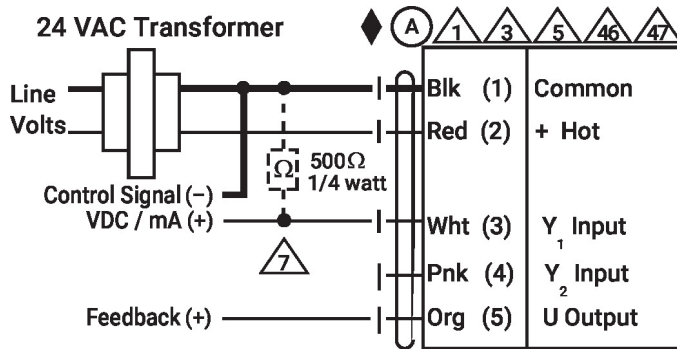 24 VAC Transformer
A 1 3 5 46 47
Line
Volts
Blk (1) Common
Red (2) + Hot
Ω 500Ω
1/4 watt
Control Signal (−)
VDC / mA (+)
7
Wht (3) Y1 Input
Pnk (4) Y2 Input
Feedback (+)
Org (5) U Output